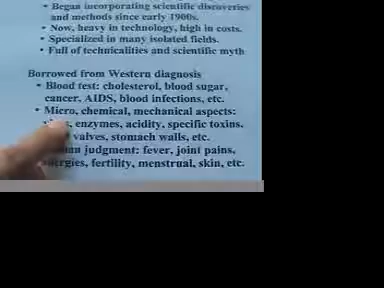 • Began incorporating scientific discoveries
and methods since early 1900s.
• Now, heavy in technology, high in costs.
• Specialized in many isolated fields.
• Full of technicalities and scientific myth
Borrowed from Western diagnosis
• Blood test: cholesterol, blood sugar,
cancer, AIDS, blood infections, etc.
• Micro, chemical, mechanical aspects:
enzymes, acidity, specific toxins.
valves, stomach walls, etc.
judgment: fever, joint pains,
allergies, fertility, menstrual, skin, etc.